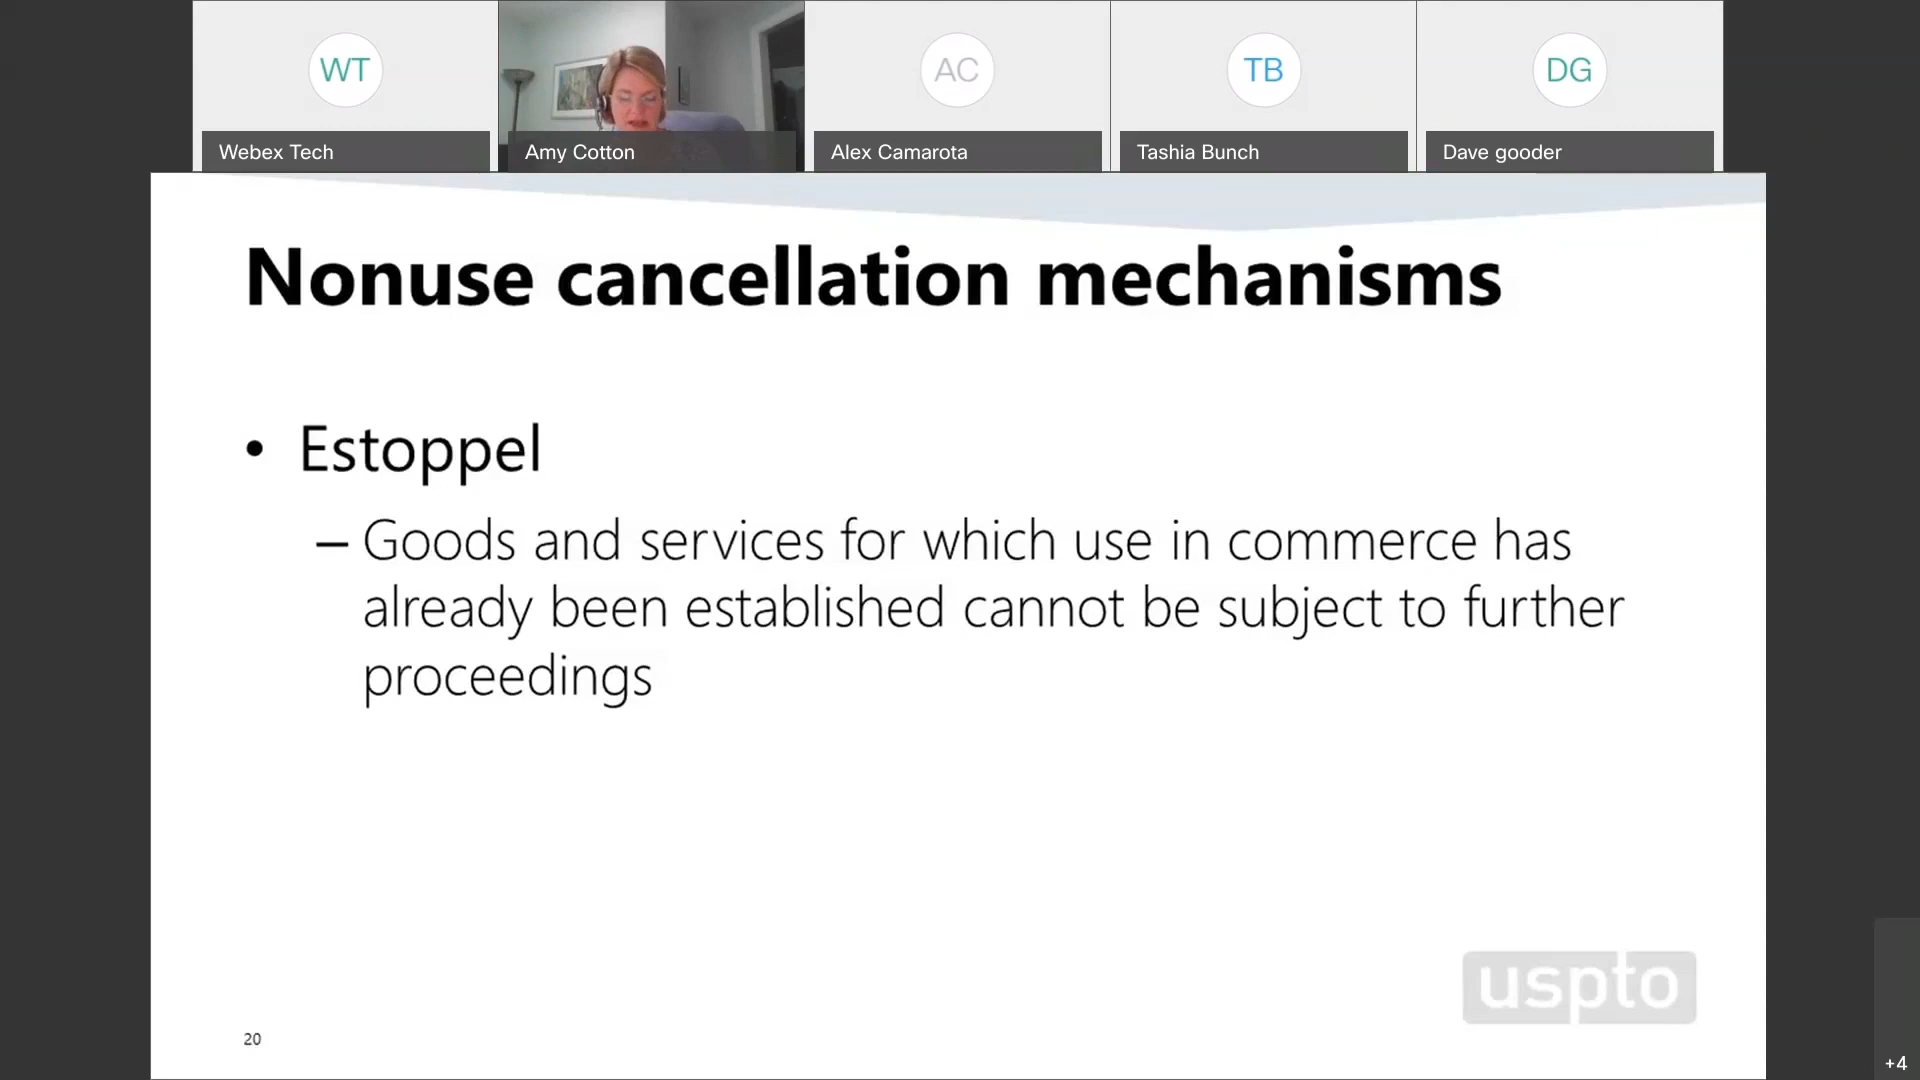 WT
AC
TB
DG
Webex Tech
Amy Cotton
Alex Camarota
Tashia Bunch
Dave gooder
Nonuse cancellation mechanisms
• Estoppel
– Goods and services for which use in commerce has
already been established cannot be subject to further
proceedings
uspto
20
+4